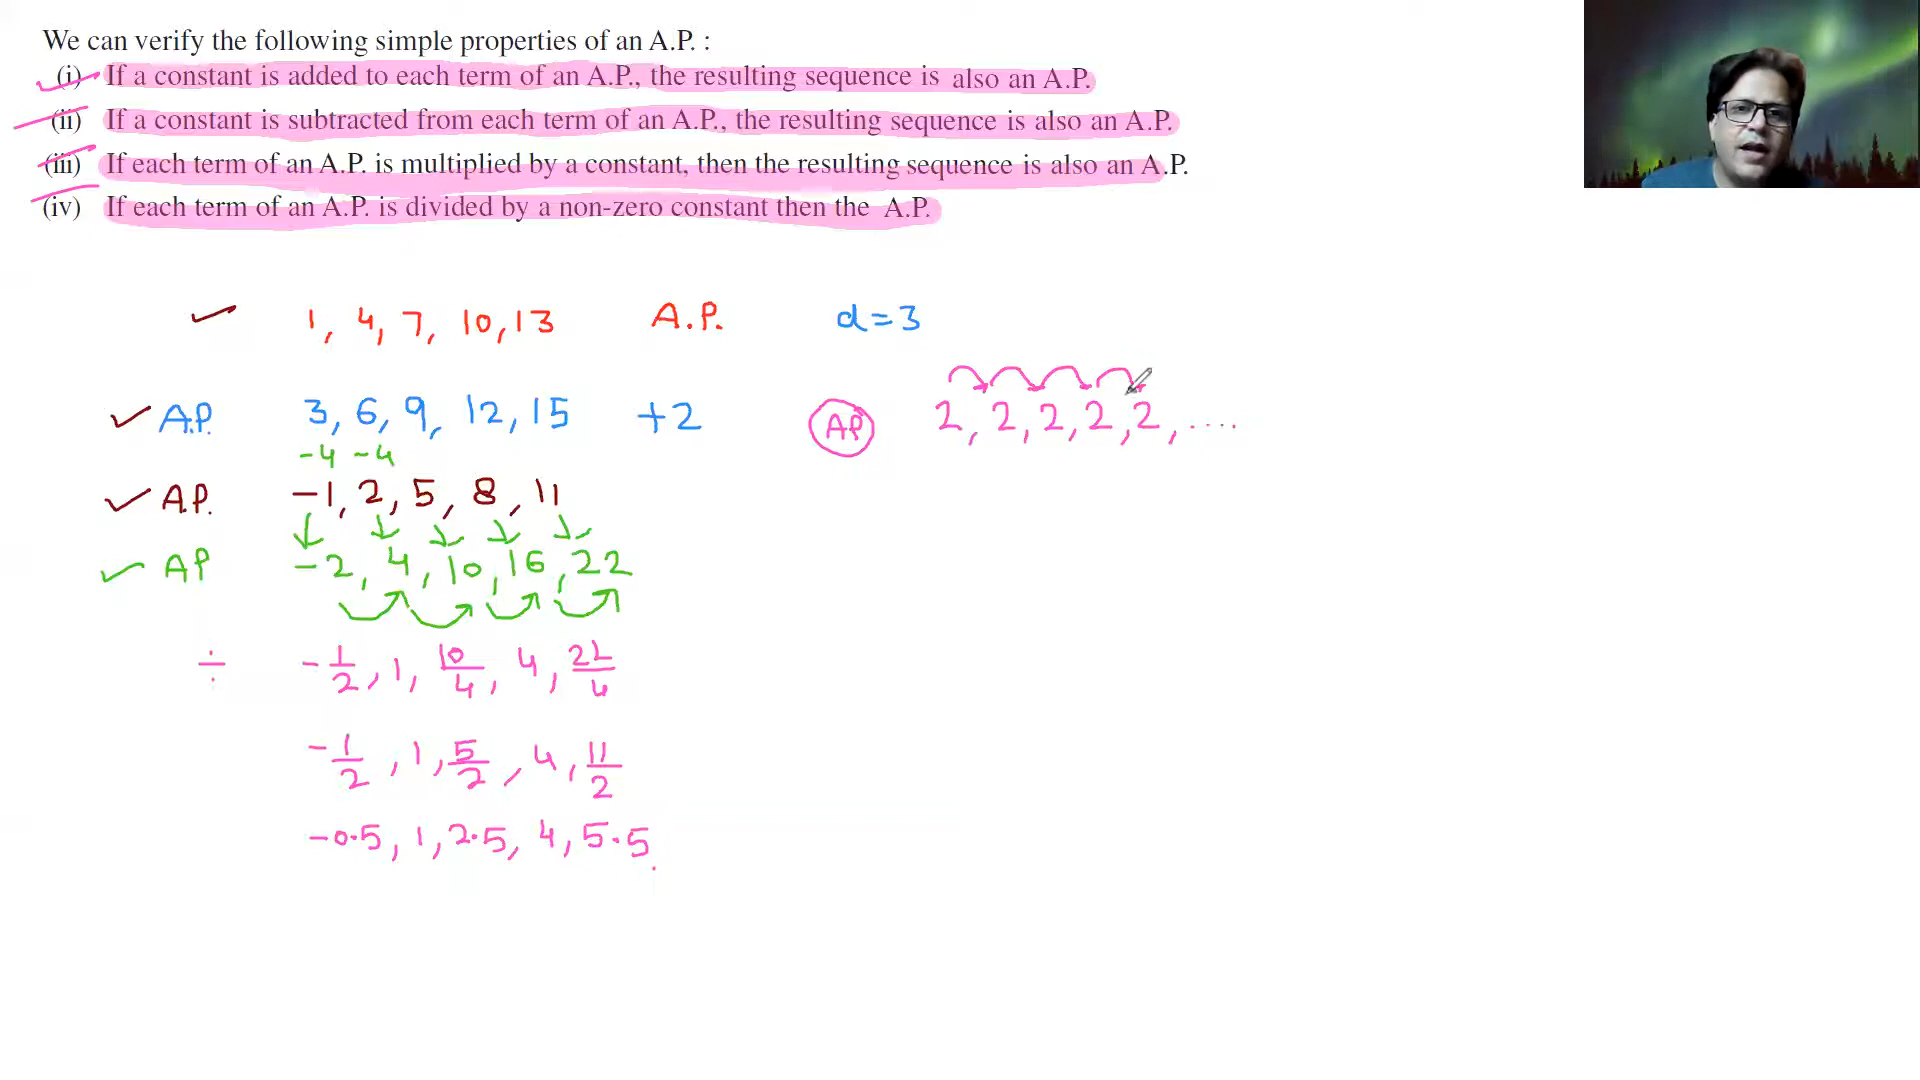 We can verify the following simple properties of an A.P. :
(i) If a constant is added to each term of an A.P., the resulting sequence is also an A.P.
(ii) If a constant is subtracted from each term of an A.P., the resulting sequence is also an A.P.
(iii) If each term of an A.P. is multiplied by a constant, then the resulting sequence is also an A.P.
(iv) If each term of an A.P. is divided by a non-zero constant then the A.P.
1, 4, 7, 10, 13 A.P. d=3
A.P. 3, 6, 9, 12, 15 +2
AP 2, 2, 2, 2, 2, ....
-4 -4
A.P. -1, 2, 5, 8, 11
AP -2, 4, 10, 16, 22
÷ -1/2, 1, 10/4, 4, 22/4
-1/2, 1, 5/2, 4, 11/2
-0.5, 1, 2.5, 4, 5.5